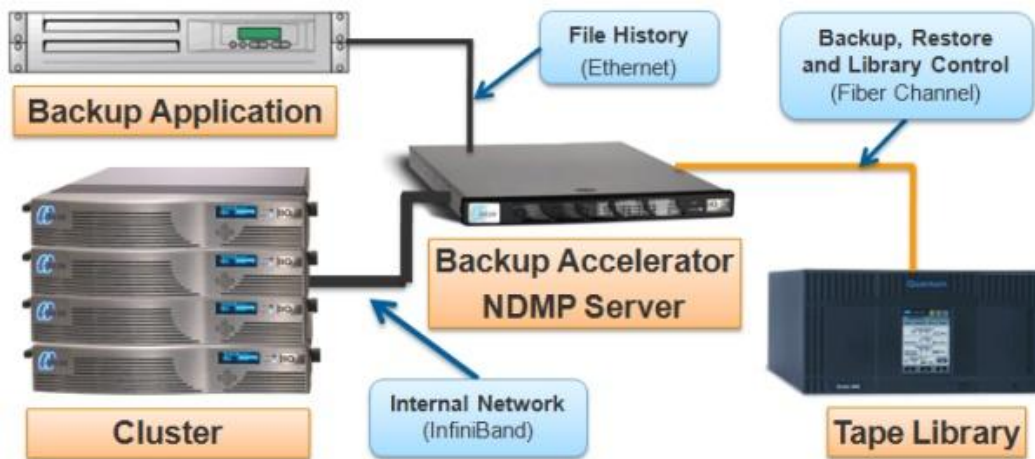 File History
(Ethernet)
Backup, Restore
and Library Control
(Fiber Channel)
Backup Application
Backup Accelerator
NDMP Server
Quantum
Internal Network
(InfiniBand)
Cluster
Tape Library